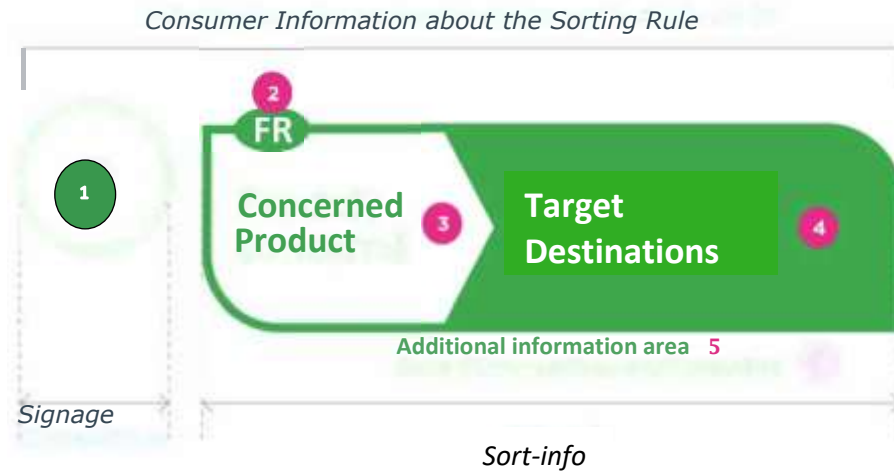 Consumer Information about the Sorting Rule
2
FR
1
Concerned
Product
3
Target
Destinations
4
Additional information area 5
Signage
Sort-info